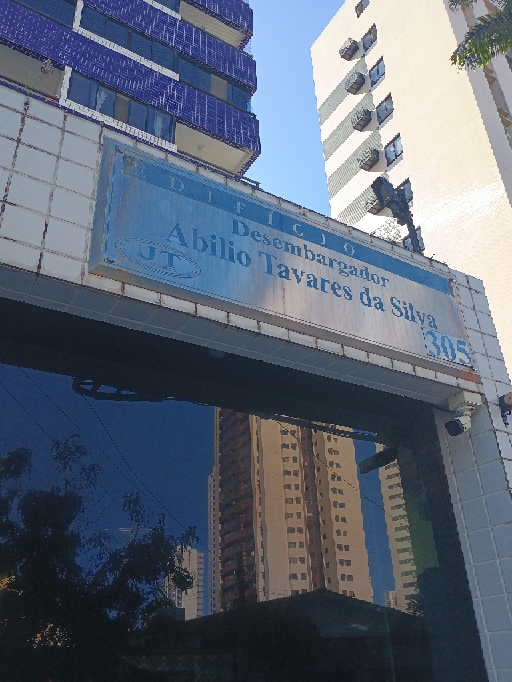 EDIFÍCIO
Desembargador
Abilio Tavares da Silva
JT
305